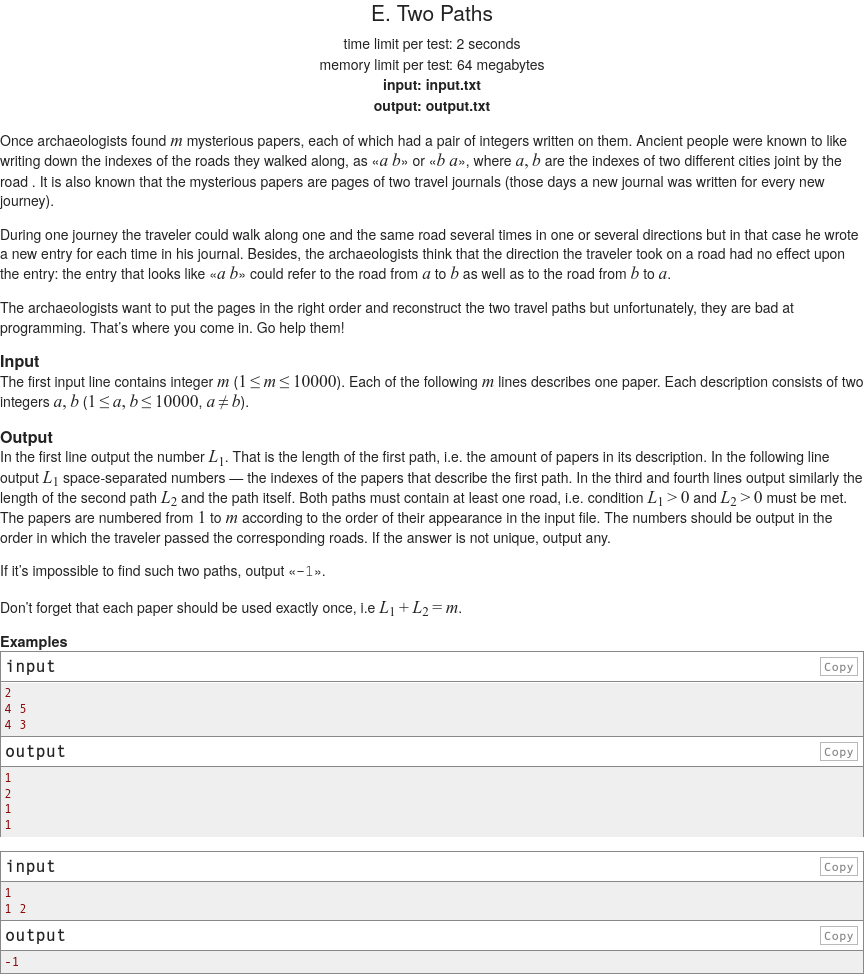 E. Two Paths
time limit per test: 2 seconds
memory limit per test: 64 megabytes
input: input.txt
output: output.txt
Once archaeologists found m mysterious papers, each of which had a pair of integers written on them. Ancient people were known to like
writing down the indexes of the roads they walked along, as «a b» or «b a», where a, b are the indexes of two different cities joint by the
road . It is also known that the mysterious papers are pages of two travel journals (those days a new journal was written for every new
journey).
During one journey the traveler could walk along one and the same road several times in one or several directions but in that case he wrote
a new entry for each time in his journal. Besides, the archaeologists think that the direction the traveler took on a road had no effect upon
the entry: the entry that looks like «a b» could refer to the road from a to b as well as to the road from b to a.
The archaeologists want to put the pages in the right order and reconstruct the two travel paths but unfortunately, they are bad at
programming. That's where you come in. Go help them!
Input
The first input line contains integer m (1 ≤ m ≤ 10000). Each of the following m lines describes one paper. Each description consists of two
integers a, b (1 ≤ a, b ≤ 10000, a ≠ b).
Output
In the first line output the number L1. That is the length of the first path, i.e. the amount of papers in its description. In the following line
output L1 space-separated numbers — the indexes of the papers that describe the first path. In the third and fourth lines output similarly the
length of the second path L2 and the path itself. Both paths must contain at least one road, i.e. condition L1 > 0 and L2 > 0 must be met.
The papers are numbered from 1 to m according to the order of their appearance in the input file. The numbers should be output in the
order in which the traveler passed the corresponding roads. If the answer is not unique, output any.
If it's impossible to find such two paths, output «-1».
Don't forget that each paper should be used exactly once, i.e L1 + L2 = m.
Examples
input Copy
2
4 5
4 3
output Copy
1
2
1
1
input Copy
1
1 2
output Copy
-1